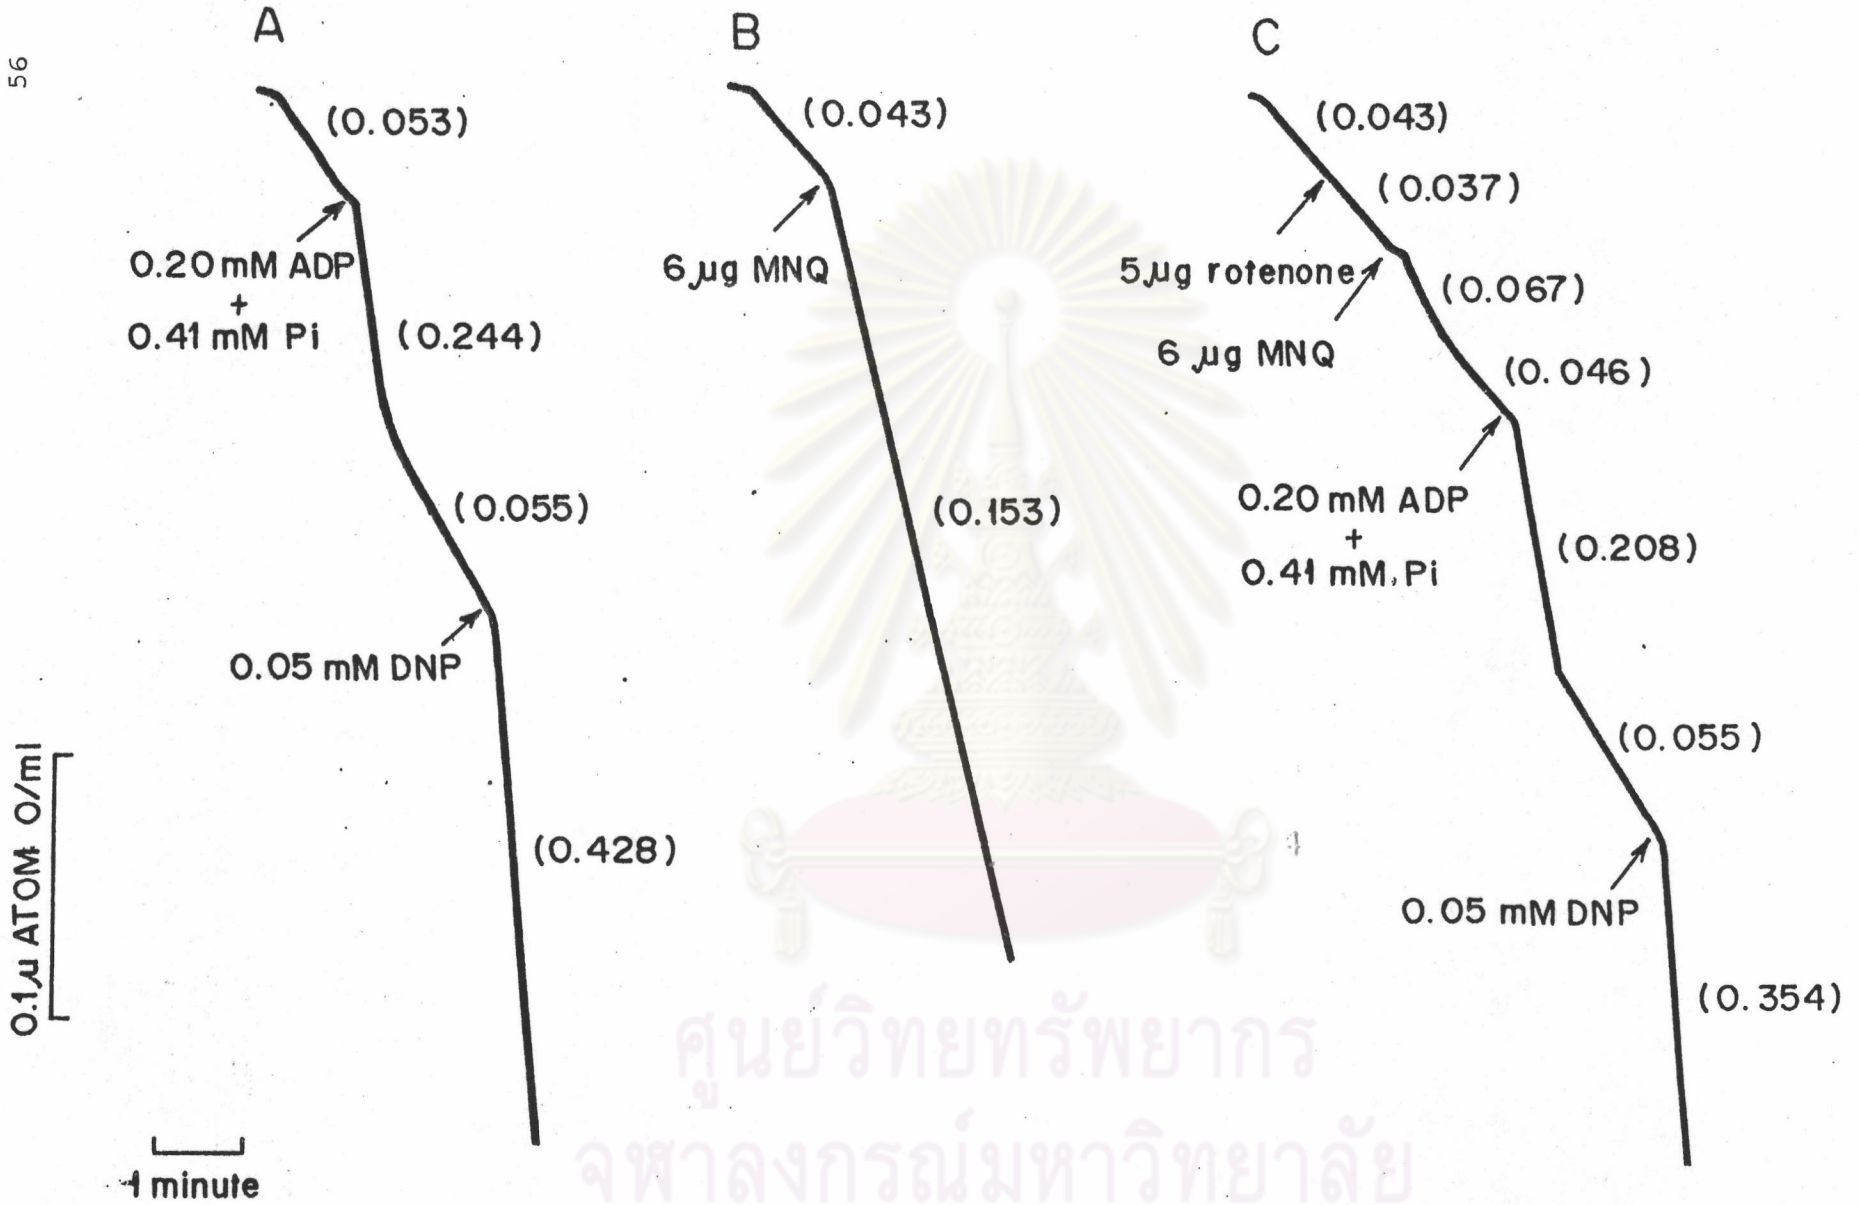 56
A
(0.053)
0.20 mM ADP
+
0.41 mM Pi
(0.244)
(0.055)
0.05 mM DNP
(0.428)
0.1 µ ATOM O/ml
1 minute
B
(0.043)
6 µg MNQ
(0.153)
C
(0.043)
(0.037)
5 µg rotenone
(0.067)
6 µg MNQ
(0.046)
0.20 mM ADP
+
0.41 mM Pi
(0.208)
(0.055)
0.05 mM DNP
(0.354)
ศูนย์วิทยทรัพยากร
จุฬาลงกรณ์มหาวิทยาลัย